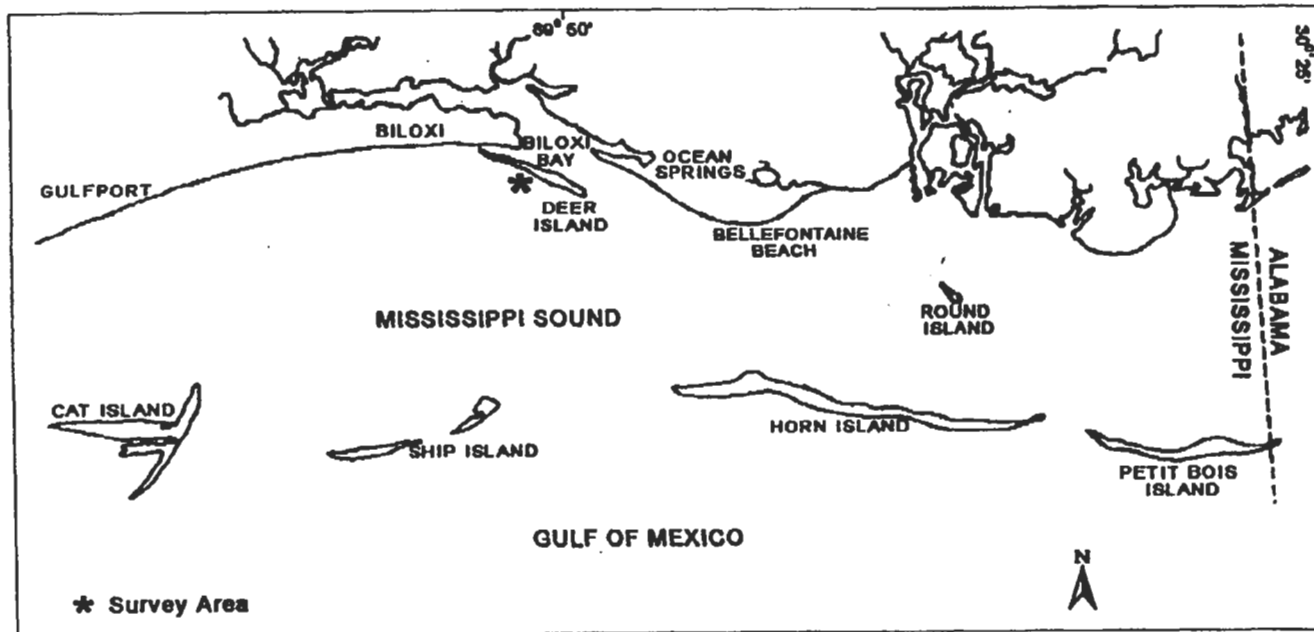 89° 50'
30° 25'
BILOXI
BILOXI
BAY
OCEAN
SPRINGS
GULFPORT
DEER
ISLAND
BELLEFONTAINE
BEACH
MISSISSIPPI
ALABAMA
ROUND
ISLAND
MISSISSIPPI SOUND
CAT ISLAND
SHIP ISLAND
HORN ISLAND
PETIT BOIS
ISLAND
GULF OF MEXICO
N
* Survey Area